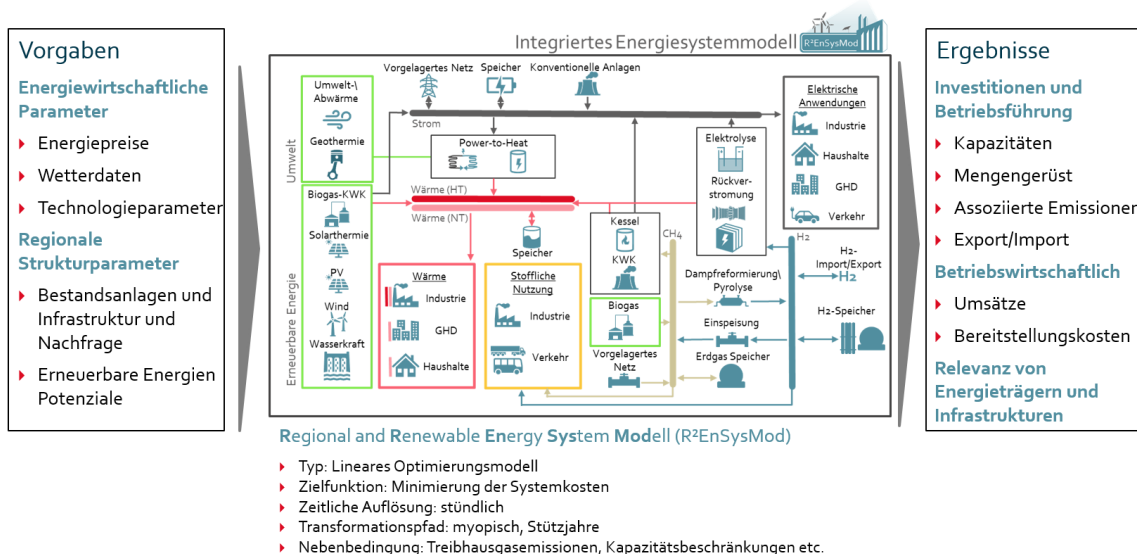 Vorgaben
Energiewirtschaftliche
Parameter
Energiepreise
Wetterdaten
Technologieparameter
Regionale
Strukturparameter
Bestandsanlagen und
Infrastruktur und
Nachfrage
Erneuerbare Energien
Potenziale
Integriertes Energiesystemmodell
R²EnSysMod
Umwelt
Umwelt-\
Abwärme
Geothermie
Erneuerbare Energie
Biogas-KWK
Solarthermie
PV
Wind
Wasserkraft
Vorgelagertes Netz
Speicher
Konventionelle Anlagen
Strom
Power-to-Heat
Wärme (HT)
Wärme (NT)
Speicher
Wärme
Industrie
GHD
Haushalte
Stoffliche
Nutzung
Industrie
Verkehr
Kessel
KWK
Biogas
Vorgelagertes
Netz
CH4
Elektrolyse
Rückver-
stromung
Elektrische
Anwendungen
Industrie
Haushalte
GHD
Verkehr
H2
Dampfreformierung\
Pyrolyse
Einspeisung
Erdgas Speicher
H2-
Import/Export
H2
H2-Speicher
Ergebnisse
Investitionen und
Betriebsführung
Kapazitäten
Mengengerüst
Assoziierte Emissionen
Export/Import
Betriebswirtschaftlich
Umsätze
Bereitstellungskosten
Relevanz von
Energieträgern und
Infrastrukturen
Regional and Renewable Energy System Modell (R²EnSysMod)
Typ: Lineares Optimierungsmodell
Zielfunktion: Minimierung der Systemkosten
Zeitliche Auflösung: stündlich
Transformationspfad: myopisch, Stützjahre
Nebenbedingung: Treibhausgasemissionen, Kapazitätsbeschränkungen etc.